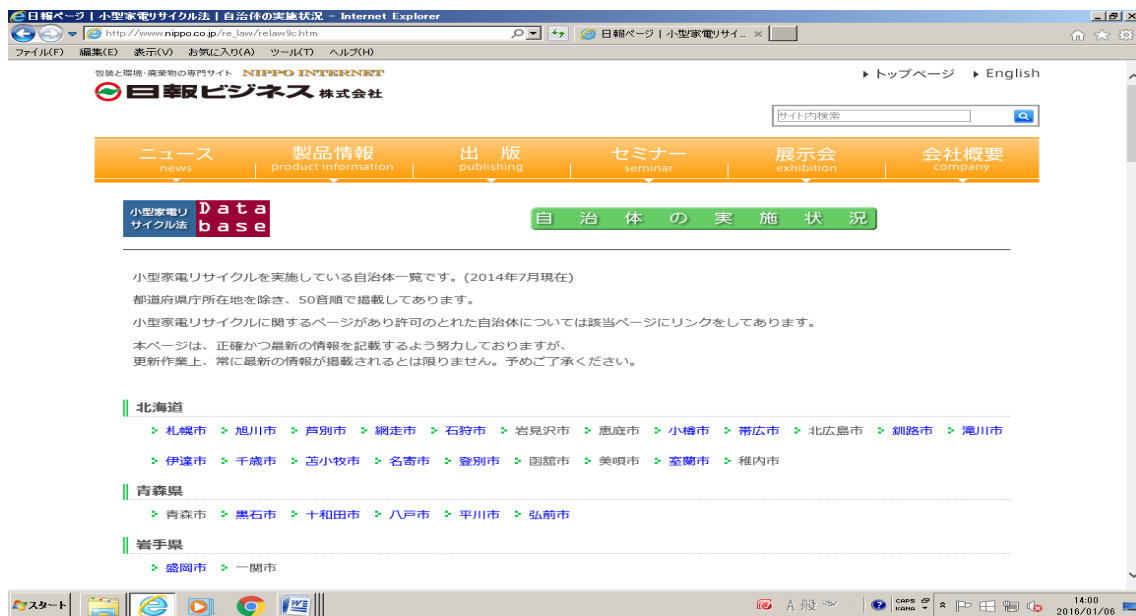 日報ページ | 小型家電リサイクル法 | 自治体の実施状況 - Internet Explorer
http://www.nippo.co.jp/re_law/relaw9c.htm
日報ページ | 小型家電リサイ... ×
ファイル(F) 編集(E) 表示(V) お気に入り(A) ツール(T) ヘルプ(H)
包装と環境・廃棄物の専門サイト NIPPO INTERNET
トップページ English
日報ビジネス 株式会社
サイト内検索
ニュース 製品情報 出 版 セミナー 展示会 会社概要
news product information publishing seminar exhibition company
小型家電リ Data
サイクル法 base
自治体の実施状況
小型家電リサイクルを実施している自治体一覧です。(2014年7月現在)
都道府県庁所在地を除き、50音順で掲載してあります。
小型家電リサイクルに関するページがあり許可のとれた自治体については該当ページにリンクをしてあります。
本ページは、正確かつ最新の情報を記載するよう努力しておりますが、
更新作業上、常に最新の情報が掲載されるとは限りません。予めご了承ください。
北海道
札幌市 旭川市 芦別市 網走市 石狩市 岩見沢市 恵庭市 小樽市 帯広市 北広島市 釧路市 滝川市
伊達市 千歳市 苫小牧市 名寄市 登別市 函館市 美唄市 室蘭市 稚内市
青森県
青森市 黒石市 十和田市 八戸市 平川市 弘前市
岩手県
盛岡市 一関市
スタート
A 般
CAPS
KANA
14:00
2016/01/06